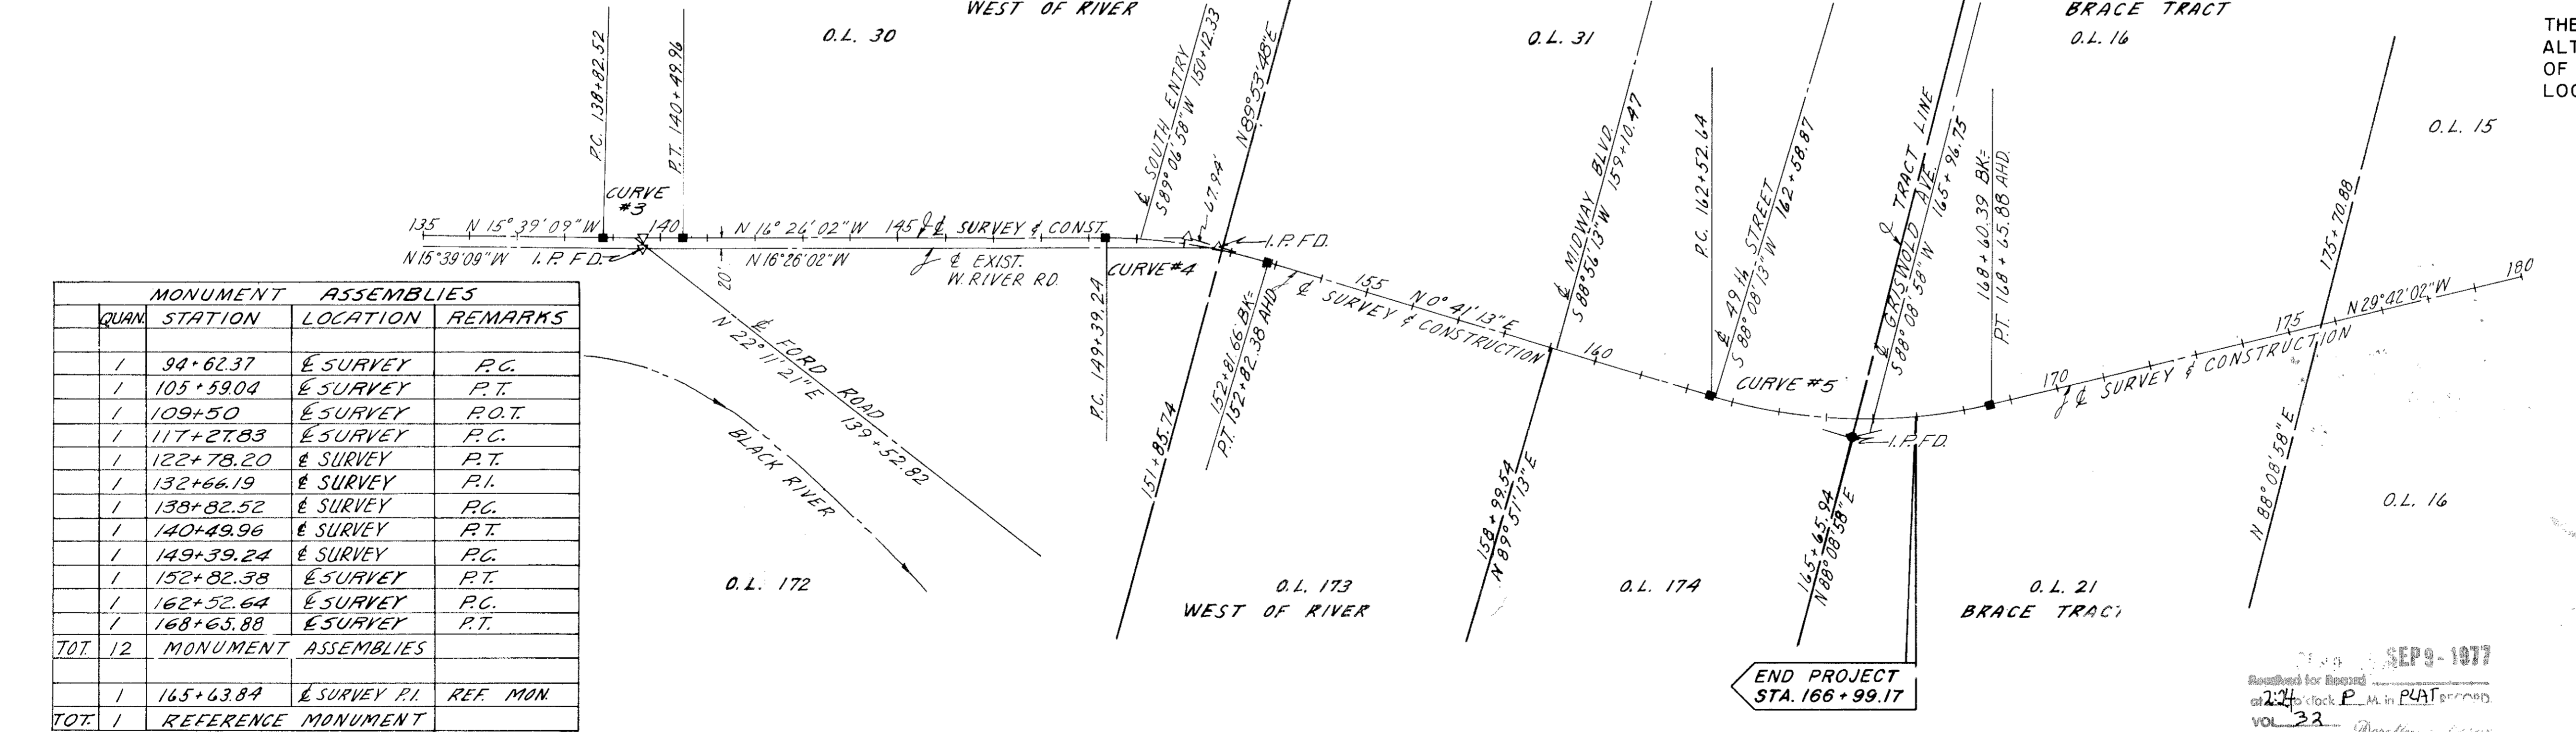 WEST OF RIVER
BRACE TRACT
O.L. 30
O.L. 31
O.L. 16
O.L. 15
THE
ALT
OF
LOC
P.C. 138+82.52
P.T. 140+49.96
CURVE
#3
135
N 15° 39' 09" W
140
N 16° 26' 02" W
145
℄ SURVEY & CONST.
N 15° 39' 09" W
I.P. FD.
N 16° 26' 02" W
℄ EXIST.
W. RIVER RD.
20'
℄ SOUTH ENTRY
S 89° 06' 58" W 150+12.33
N 89° 53' 48" E
67.94'
I.P. FD.
CURVE #4
P.C. 149+39.24
152+81.66 BK=
P.T. 152+82.38 AHD.
151+85.74
155
N 0° 41' 13" E
℄ SURVEY & CONSTRUCTION
160
℄ MIDWAY BLVD.
S 88° 56' 13" W 159+10.47
158+99.54
N 89° 51' 13" E
P.C. 162+52.64
℄ 49th STREET
S 88° 08' 13" W 162+58.87
CURVE #5
℄ TRACT LINE
℄ GRISWOLD AVE.
S 88° 08' 58" W 165+96.75
I.P. FD.
165+65.94
N 88° 08' 58" E
168+60.39 BK=
P.T. 168+65.88 AHD.
170
℄ SURVEY & CONSTRUCTION
175
N 29° 42' 02" W
180
175+70.88
N 88° 08' 58" E
℄ FORD ROAD
N 22° 11' 21" E 139+52.82
BLACK RIVER
O.L. 172
O.L. 173
WEST OF RIVER
O.L. 174
O.L. 21
BRACE TRACT
O.L. 16
END PROJECT
STA. 166+99.17
MONUMENT ASSEMBLIES
QUAN. STATION LOCATION REMARKS
1 94+62.37 ℄ SURVEY P.C.
1 105+59.04 ℄ SURVEY P.T.
1 109+50 ℄ SURVEY P.O.T.
1 117+27.83 ℄ SURVEY P.C.
1 122+78.20 ℄ SURVEY P.T.
1 132+66.19 ℄ SURVEY P.I.
1 138+82.52 ℄ SURVEY P.C.
1 140+49.96 ℄ SURVEY P.T.
1 149+39.24 ℄ SURVEY P.C.
1 152+82.38 ℄ SURVEY P.T.
1 162+52.64 ℄ SURVEY P.C.
1 168+65.88 ℄ SURVEY P.T.
TOT. 12 MONUMENT ASSEMBLIES
1 165+63.84 ℄ SURVEY P.I. REF. MON.
TOT. 1 REFERENCE MONUMENT
SEP 9 - 1977
Received for Record
at 2:24 o'clock P M. in PLAT RECORD
VOL 32